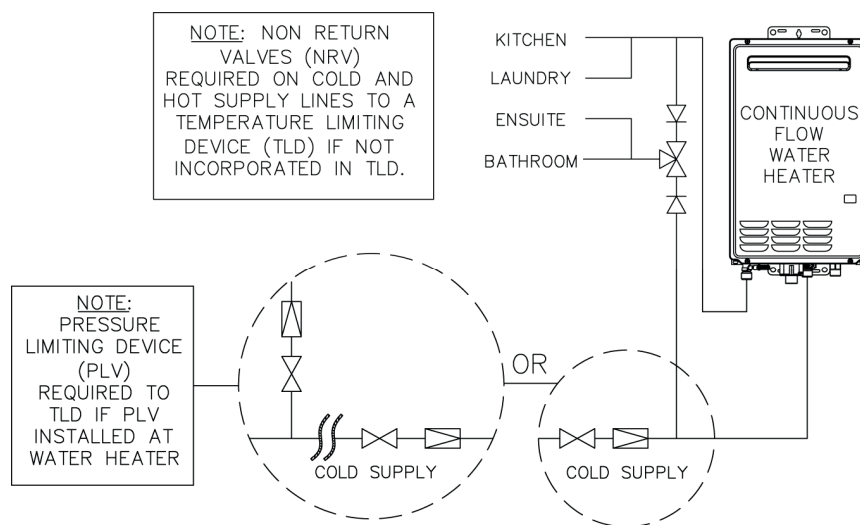 NOTE: NON RETURN
VALVES (NRV)
REQUIRED ON COLD AND
HOT SUPPLY LINES TO A
TEMPERATURE LIMITING
DEVICE (TLD) IF NOT
INCORPORATED IN TLD.
KITCHEN
LAUNDRY
ENSUITE
BATHROOM
CONTINUOUS
FLOW
WATER
HEATER
NOTE:
PRESSURE
LIMITING DEVICE
(PLV)
REQUIRED TO
TLD IF PLV
INSTALLED AT
WATER HEATER
OR
COLD SUPPLY
COLD SUPPLY